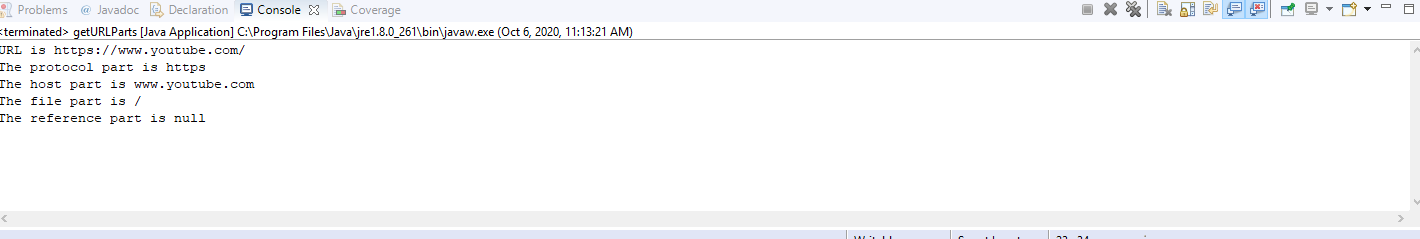 Problems @ Javadoc Declaration Console Coverage
<terminated> getURLParts [Java Application] C:\Program Files\Java\jre1.8.0_261\bin\javaw.exe (Oct 6, 2020, 11:13:21 AM)
URL is https://www.youtube.com/
The protocol part is https
The host part is www.youtube.com
The file part is /
The reference part is null